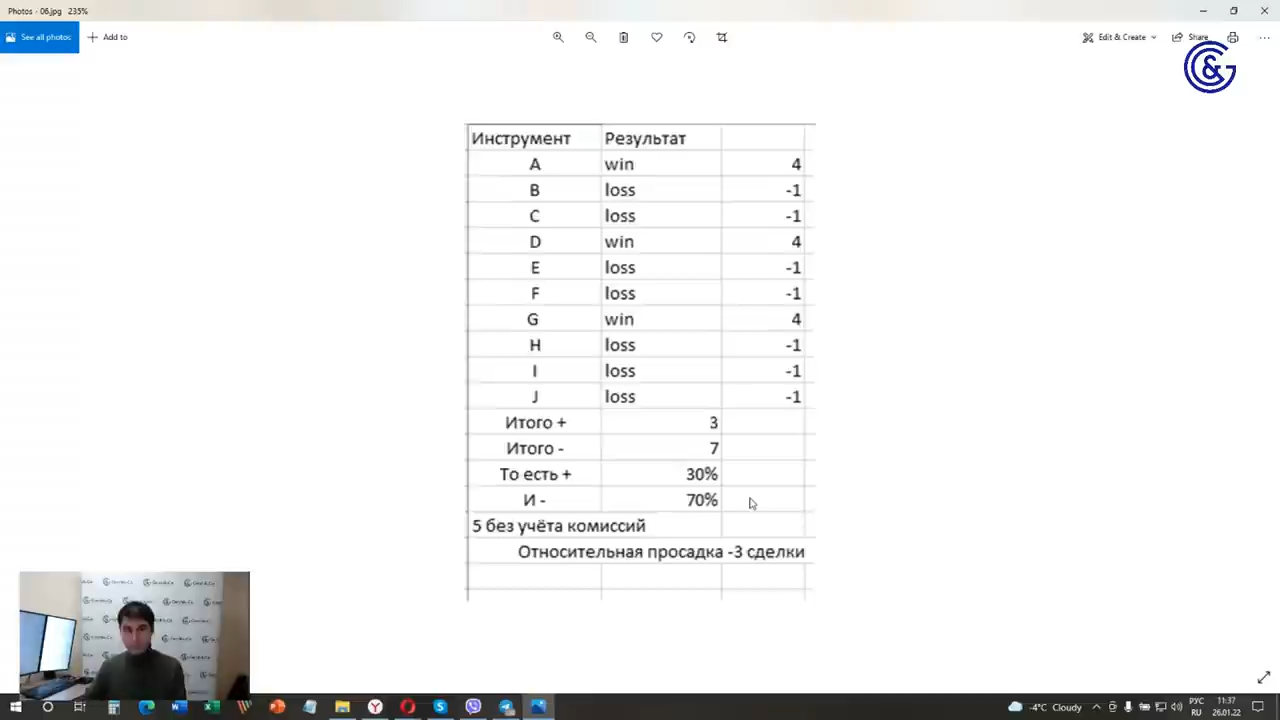 Photos - 06.jpg 235%
See all photos
Add to
Edit & Create
Share
G&
Инструмент Результат
A win 4
B loss -1
C loss -1
D win 4
E loss -1
F loss -1
G win 4
H loss -1
I loss -1
J loss -1
Итого + 3
Итого - 7
То есть + 30%
И - 70%
5 без учёта комиссий
Относительная просадка -3 сделки
-4°C Cloudy
РУС
RU
11:37
26.01.22